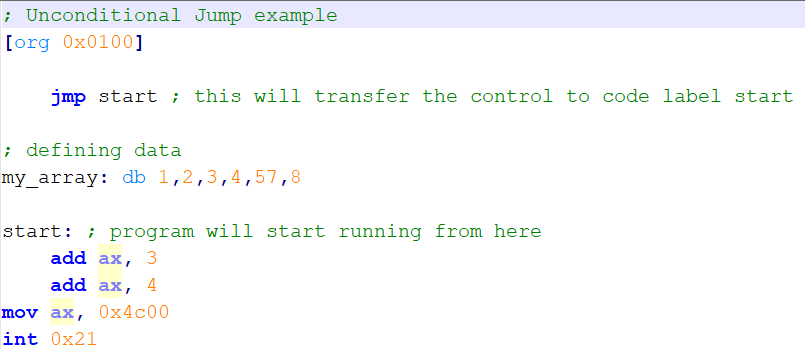 ; Unconditional Jump example
[org 0x0100]
jmp start ; this will transfer the control to code label start
; defining data
my_array: db 1,2,3,4,57,8
start: ; program will start running from here
add ax, 3
add ax, 4
mov ax, 0x4c00
int 0x21